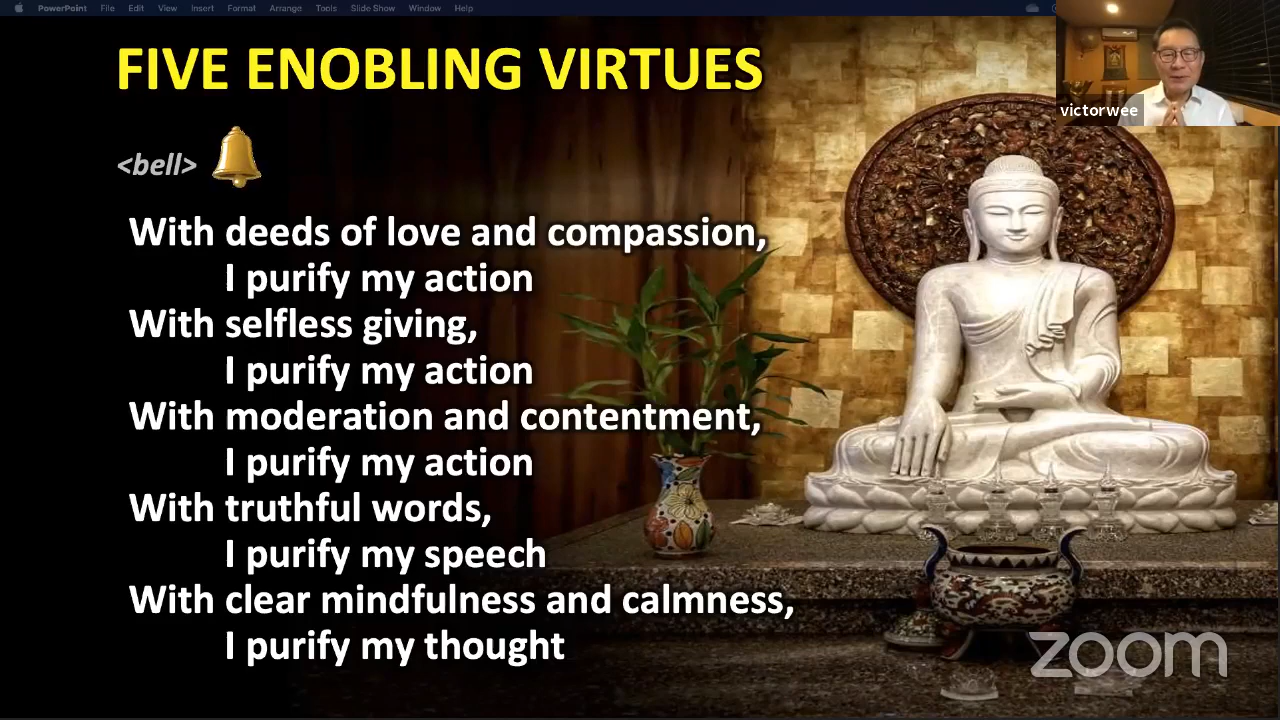 PowerPoint File Edit View Insert Format Arrange Tools Slide Show Window Help
victorwee
FIVE ENOBLING VIRTUES
<bell>
With deeds of love and compassion,
I purify my action
With selfless giving,
I purify my action
With moderation and contentment,
I purify my action
With truthful words,
I purify my speech
With clear mindfulness and calmness,
I purify my thought
zoom